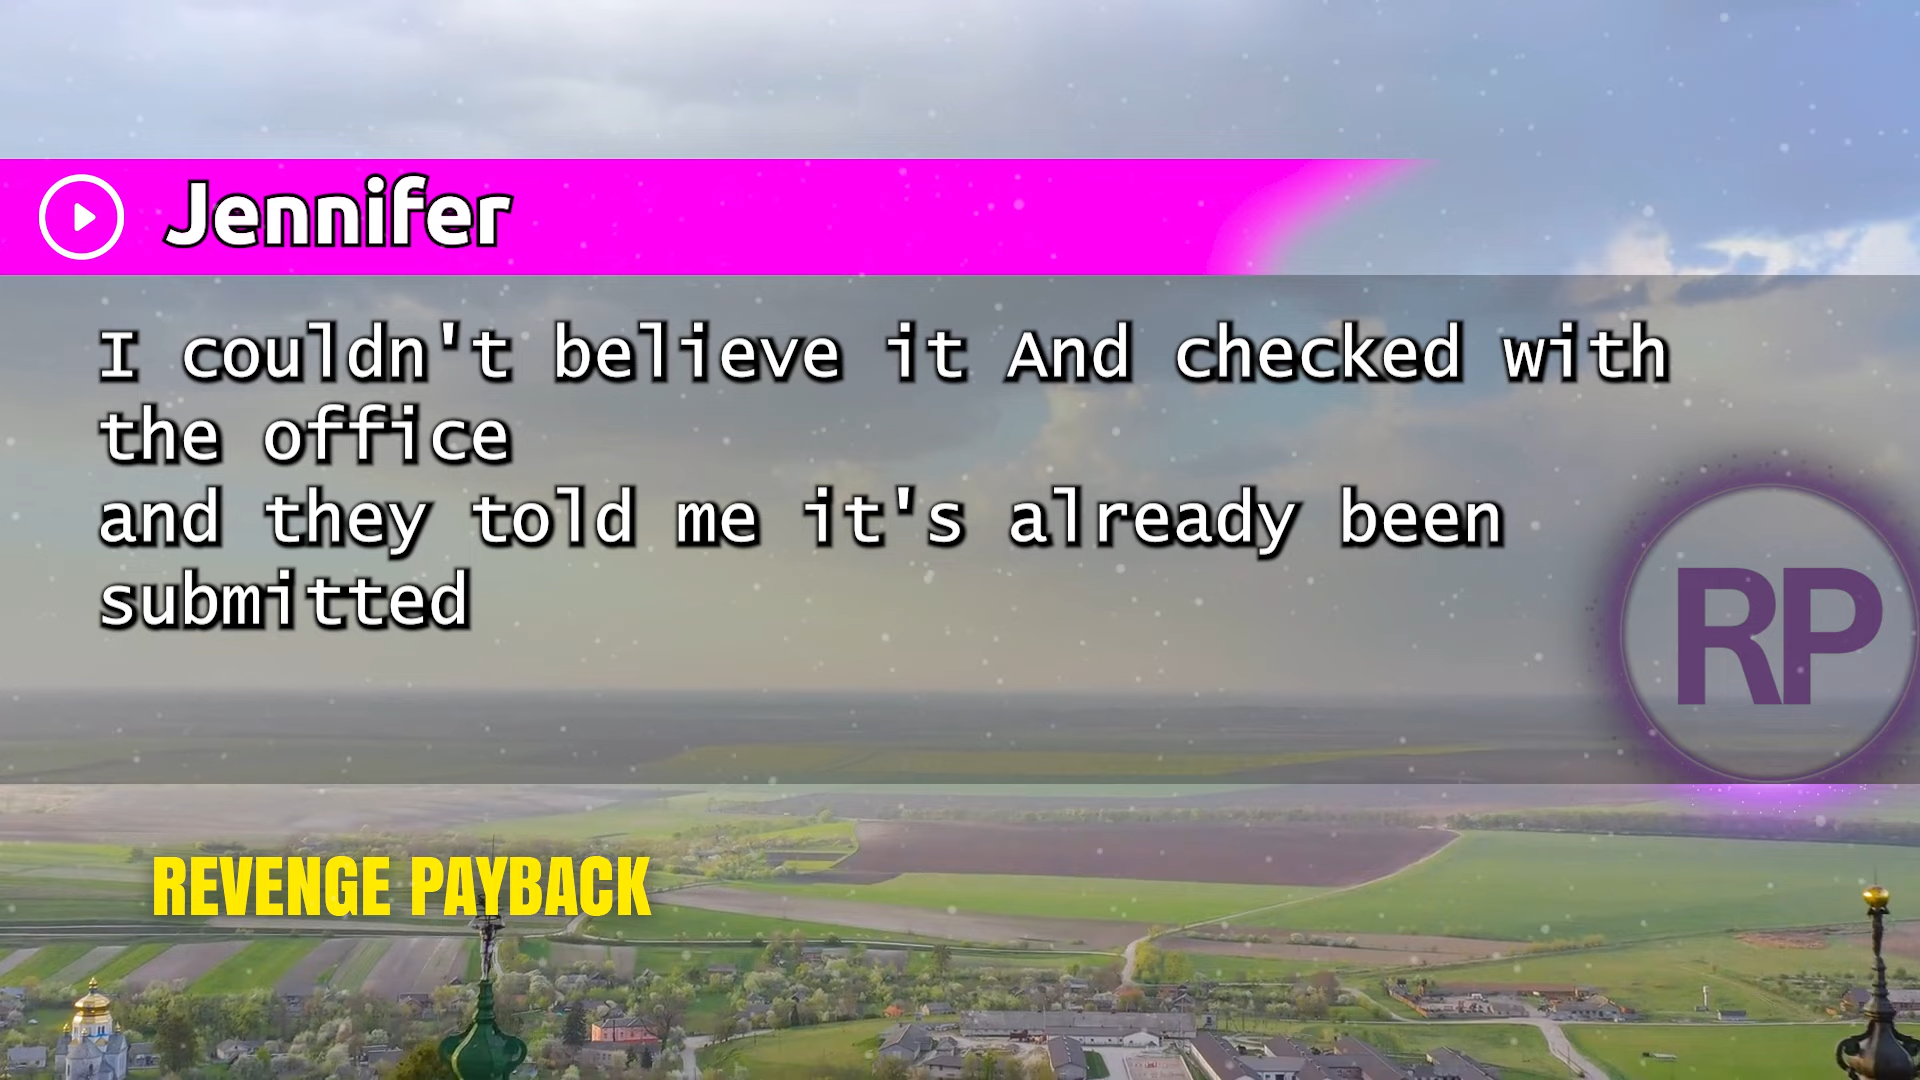 Jennifer
I couldn't believe it And checked with
the office
and they told me it's already been
submitted
RP
REVENGE PAYBACK